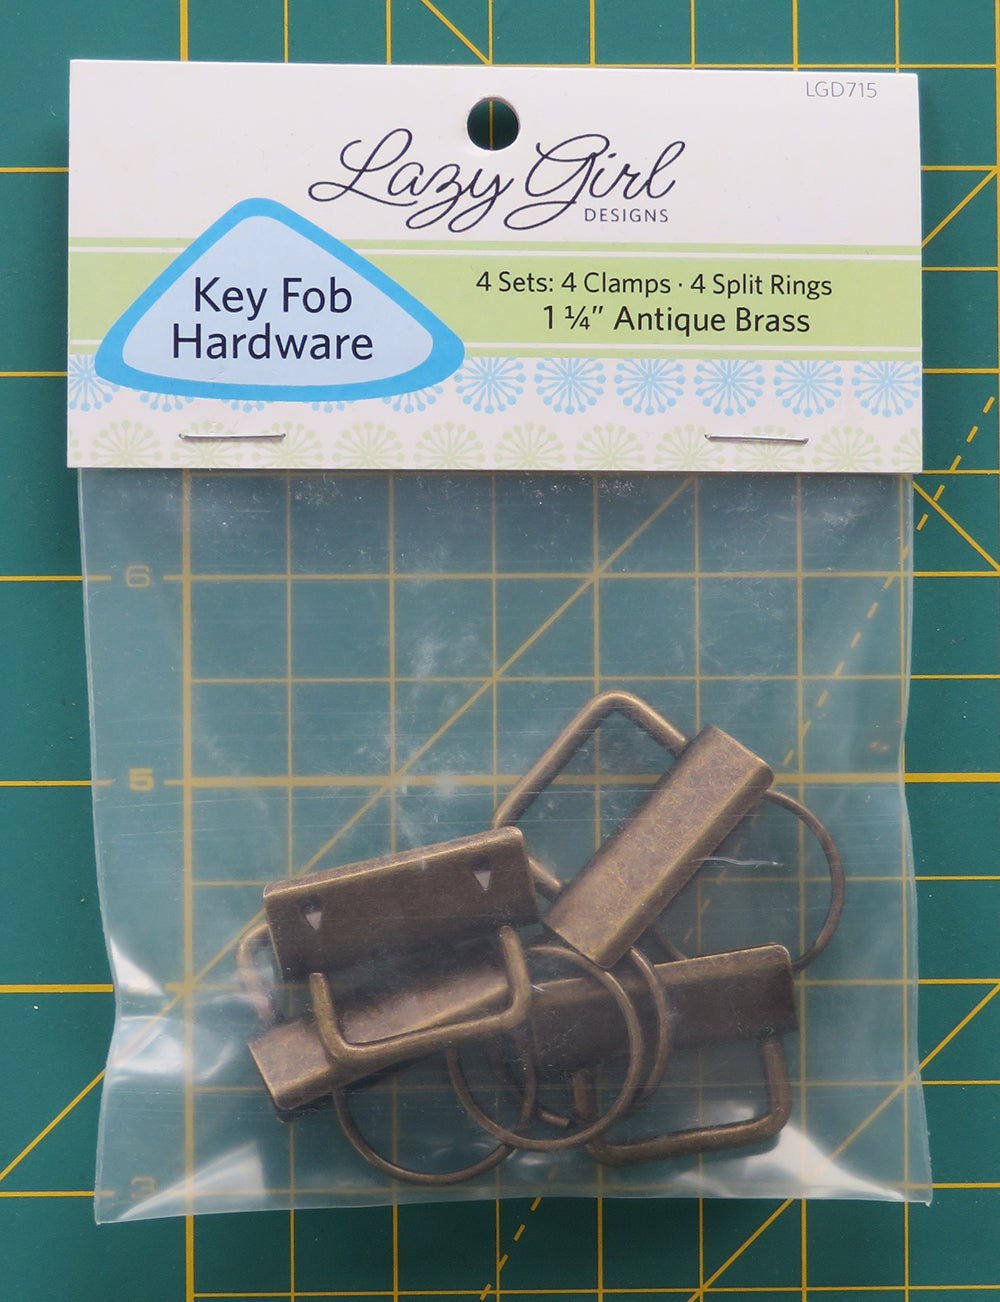 LGD715
Lazy Girl
DESIGNS
Key Fob
Hardware
4 Sets: 4 Clamps · 4 Split Rings
1 ¼" Antique Brass
6
5
3